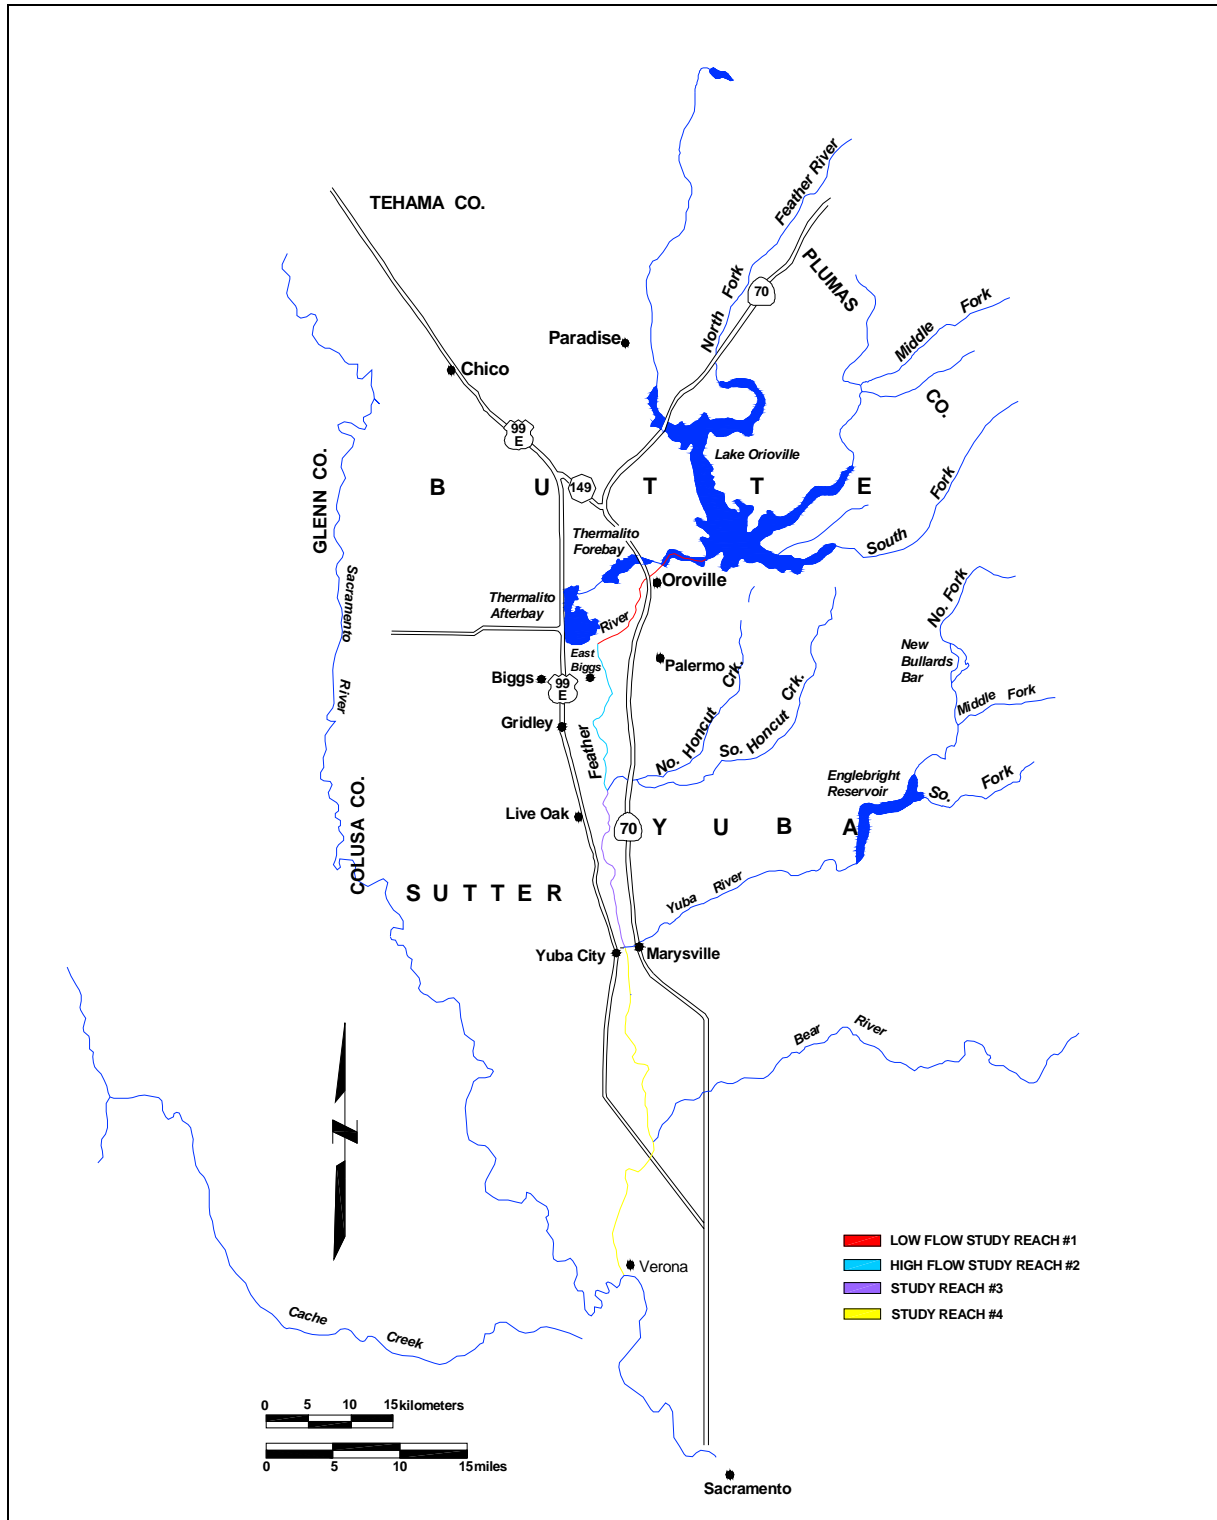 TEHAMA CO.
Feather River
North Fork
70
PLUMAS
CO.
Middle Fork
Paradise
Chico
99
E
Lake Orioville
GLENN CO.
B U T T E
149
South Fork
Thermalito
Forebay
Oroville
Thermalito
Afterbay
River
No. Fork
Sacramento River
East
Biggs
Palermo
New
Bullards
Bar
Biggs
99
E
No. Honcut Crk.
So. Honcut Crk.
Middle Fork
Gridley
Feather
Englebright
Reservoir
So. Fork
COLUSA CO.
Live Oak
70
Y U B A
SUTTER
Yuba River
Yuba City
Marysville
Bear River
LOW FLOW STUDY REACH #1
HIGH FLOW STUDY REACH #2
STUDY REACH #3
STUDY REACH #4
Verona
Cache Creek
0 5 10 15 kilometers
0 5 10 15 miles
Sacramento
N